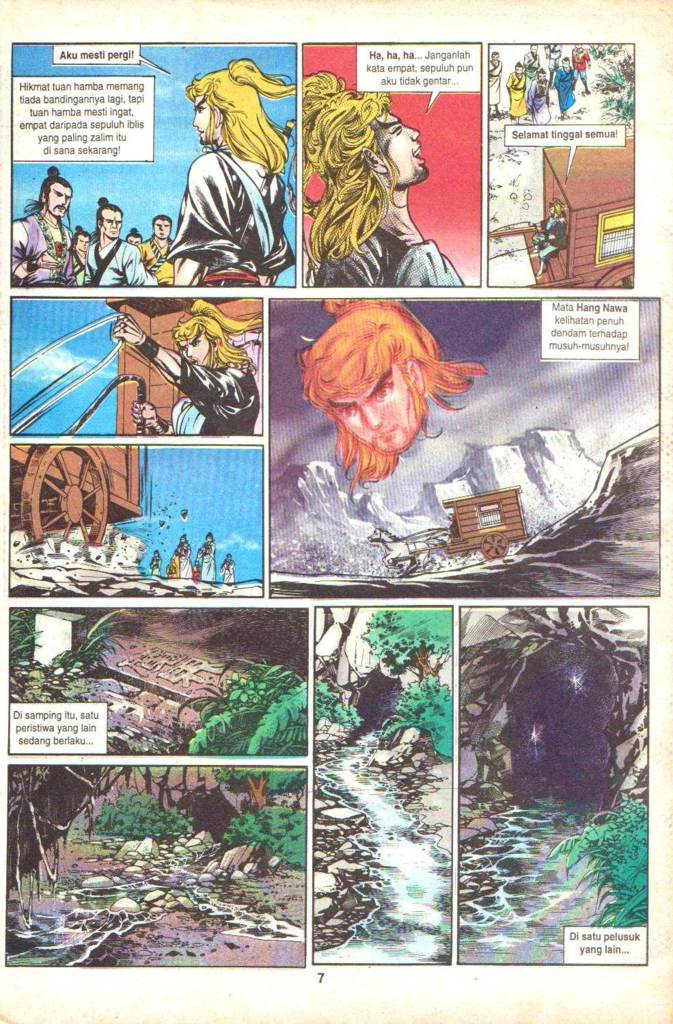 Aku mesti pergi!
Hikmat tuan hamba memang
tiada bandingannya lagi, tapi
tuan hamba mesti ingat,
empat daripada sepuluh iblis
yang paling zalim itu
di sana sekarang!
Ha, ha, ha... Janganlah
kata empat, sepuluh pun
aku tidak gentar...
Selamat tinggal semua!
Mata Hang Nawa
kelihatan penuh
dendam terhadap
musuh-musuhnya!
Di samping itu, satu
peristiwa yang lain
sedang berlaku...
Di satu pelusuk
yang lain...
7